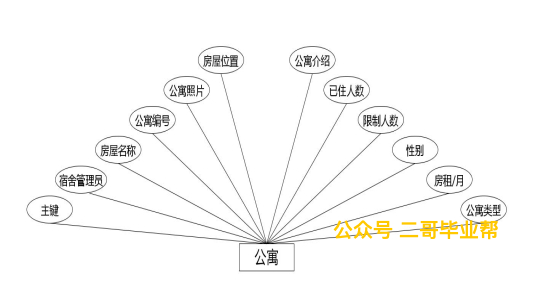 房屋位置
公寓介绍
公寓照片
已住人数
公寓编号
限制人数
房屋名称
性别
宿舍管理员
房租/月
主键
公寓类型
公众号 二哥毕业帮
公寓